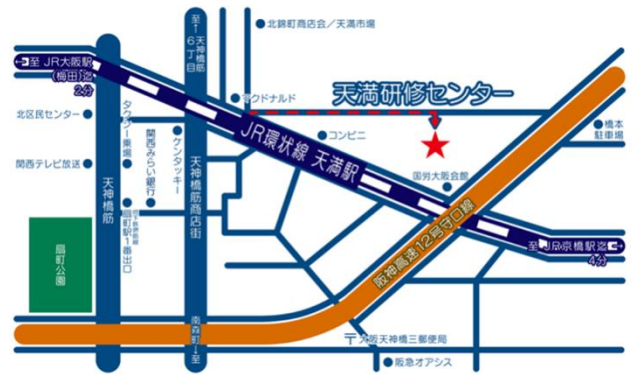 至↑天神橋筋6丁目
北錦町商店会／天満市場
至 JR大阪駅
(梅田)迄
2分
マクドナルド
天満研修センター
北区民センター
タクシー乗場
関西みらい銀行
ケンタッキー
JR環状線 天満駅
コンビニ
橋本
駐車場
関西テレビ放送
天神橋筋
天神橋筋商店街
国労大阪会館
扇町駅1番出口
扇町公園
阪神高速12号守口線
至 JR京橋駅迄
4分
南森町↓至
〒大阪天神橋三郵便局
阪急オアシス